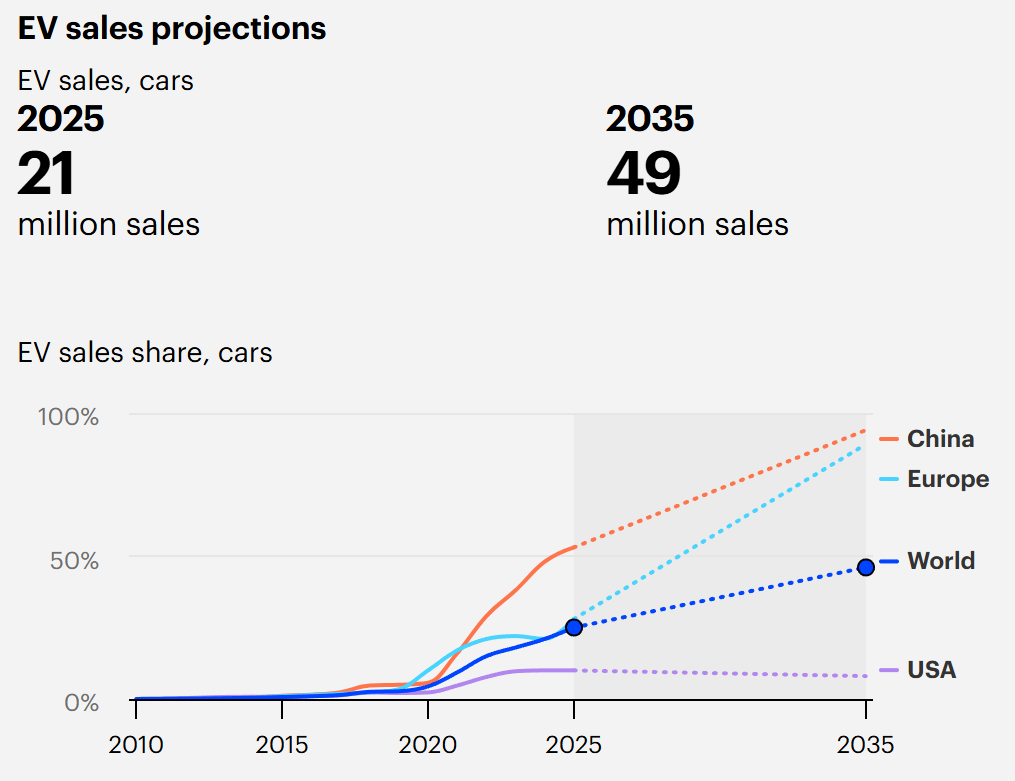 EV sales projections
EV sales, cars
2025
21
million sales
2035
49
million sales
EV sales share, cars
100%
50%
0%
China
Europe
World
USA
2010
2015
2020
2025
2035